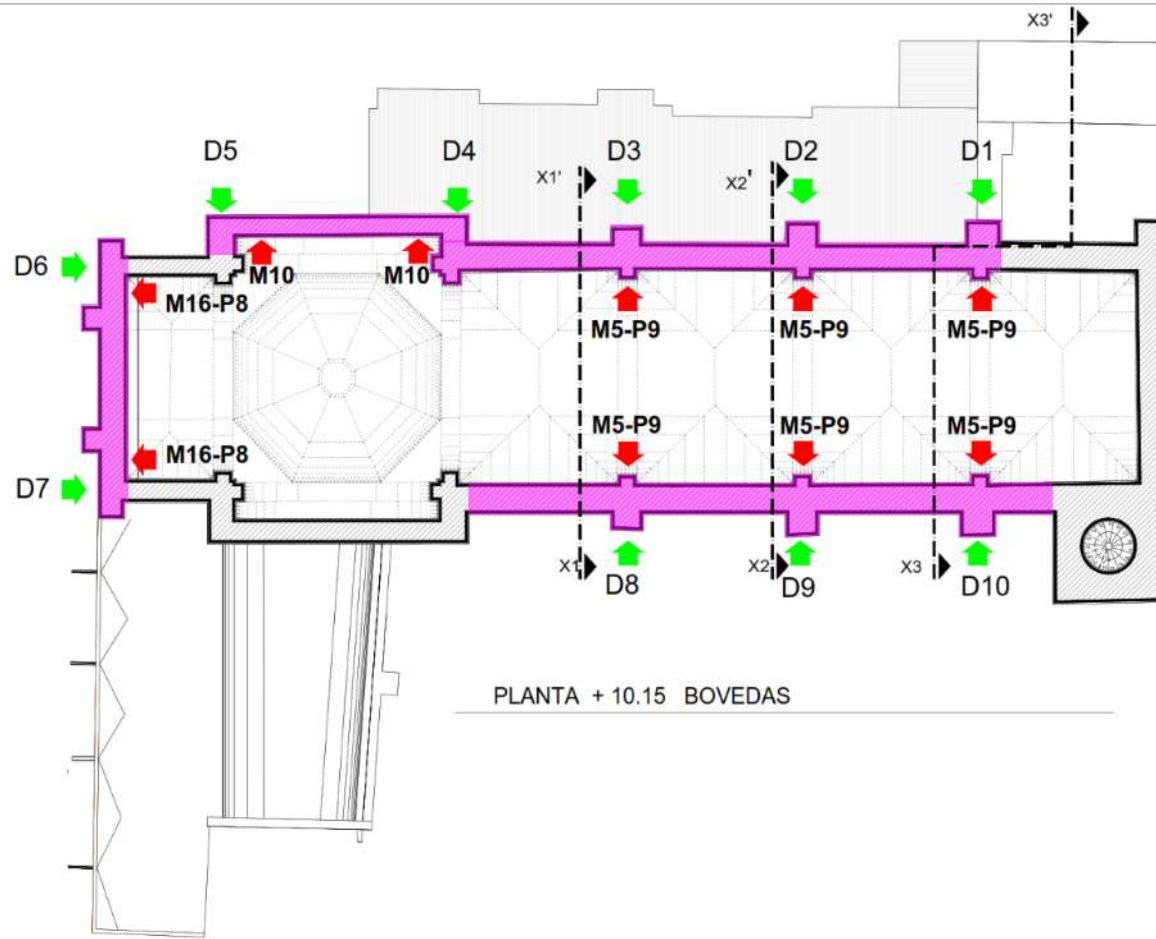 X3'
D5
D4
D3
D2
D1
X1'
X2'
D6
M10
M10
M16-P8
M5-P9
M5-P9
M5-P9
M5-P9
M5-P9
M5-P9
M16-P8
D7
X1
X2
X3
D8
D9
D10
PLANTA + 10.15 BOVEDAS